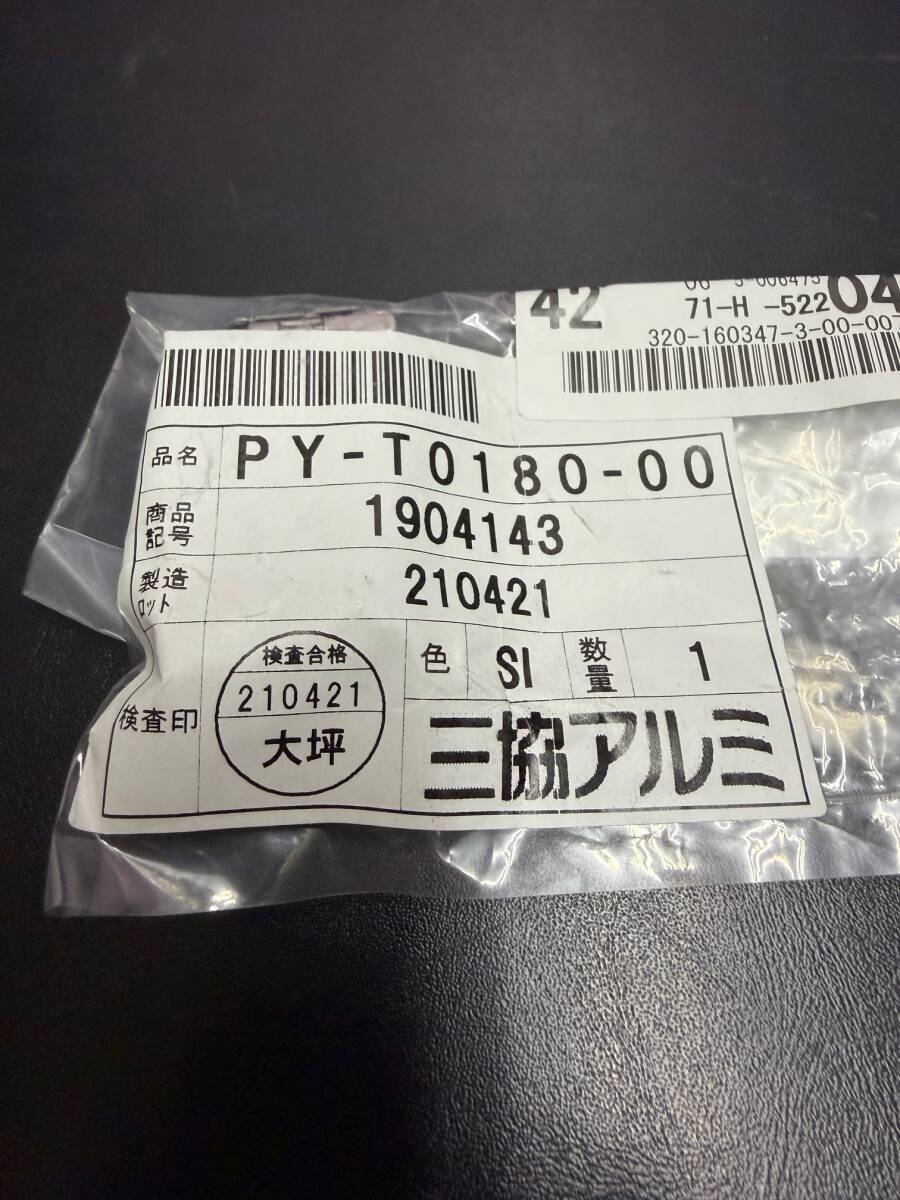 42
71-H -522
04
320-160347-3-00-00
品名 PY-T0180-00
商品記号 1904143
製造ロット 210421
検査印
検査合格
210421
大坪
色 SI 数量 1
三協アルミ